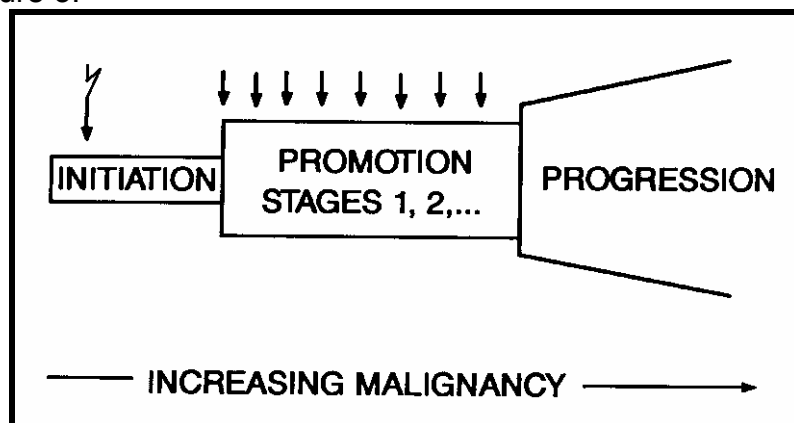 INITIATION
PROMOTION
STAGES 1, 2,...
PROGRESSION
INCREASING MALIGNANCY